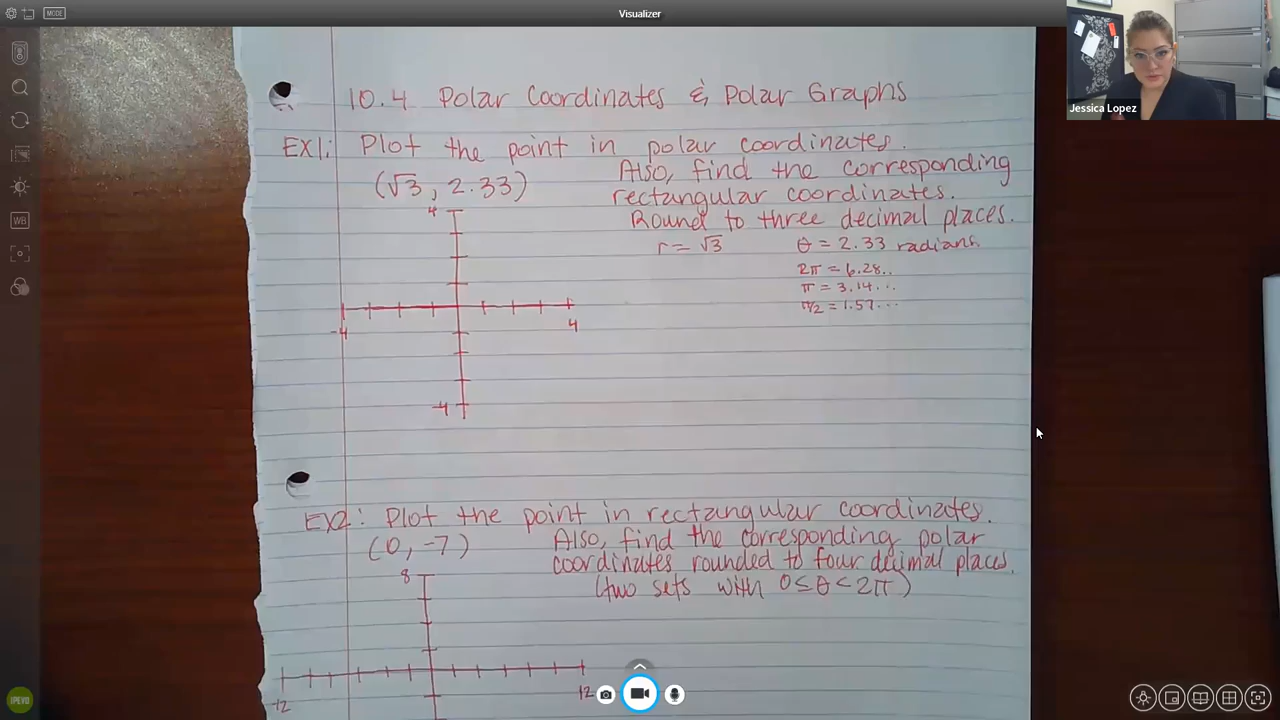 MODE
Visualizer
Jessica Lopez
10.4 Polar Coordinates & Polar Graphs
EX1: Plot the point in polar coordinates.
(√3, 2.33)
Also, find the corresponding
rectangular coordinates.
Round to three decimal places.
r = √3
θ = 2.33 radians.
2π = 6.28..
π = 3.14...
π/2 = 1.57...
4
-4
4
-4
EX2: Plot the point in rectangular coordinates.
(0, -7)
Also, find the corresponding polar
coordinates rounded to four decimal places.
(two sets with 0≤θ<2π)
8
-12
12
WB
IPEVO